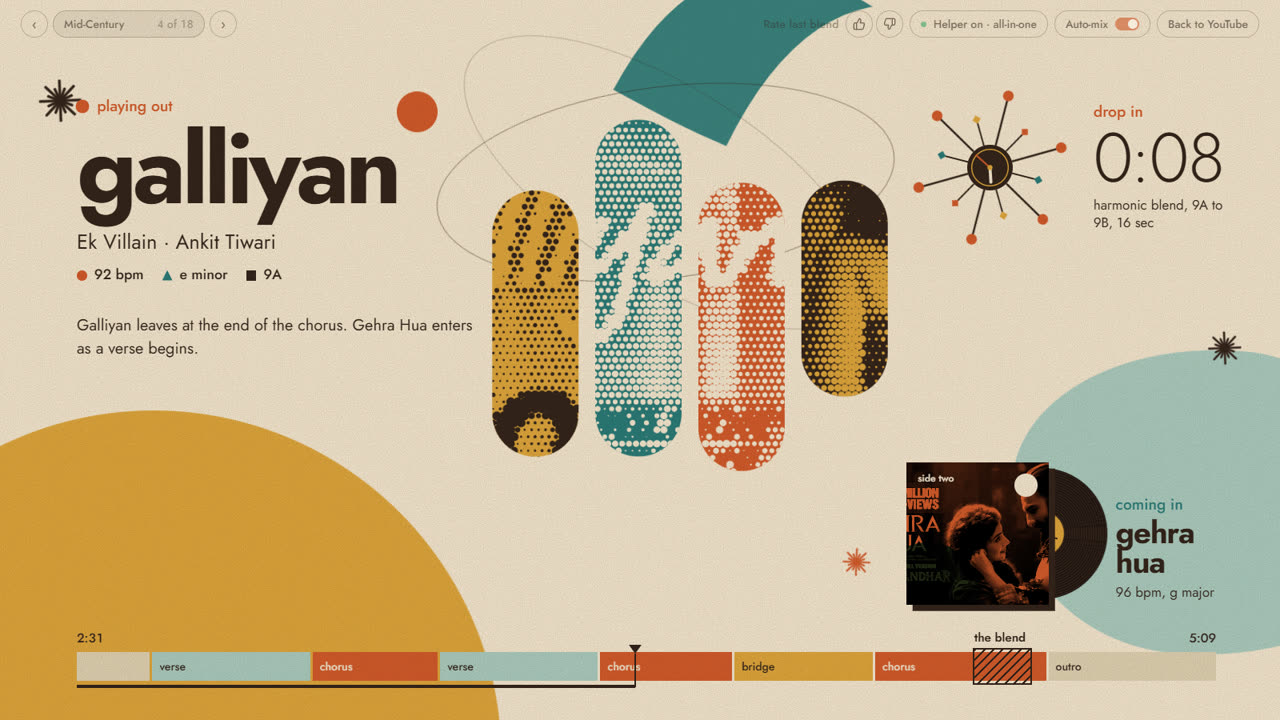 ‹ Mid-Century 4 of 18 ›
Rate last blend
Helper on · all-in-one
Auto-mix
Back to YouTube
playing out
galliyan
Ek Villain · Ankit Tiwari
92 bpm e minor 9A
Galliyan leaves at the end of the chorus. Gehra Hua enters
as a verse begins.
drop in
0:08
harmonic blend, 9A to
9B, 16 sec
side two
VIEWS
coming in
gehra
hua
96 bpm, g major
2:31
the blend
5:09
verse
chorus
verse
chorus
bridge
chorus
outro